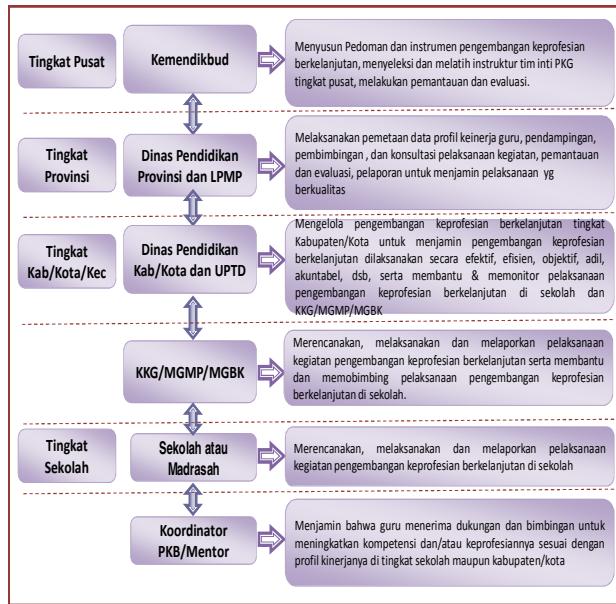 Tingkat Pusat
Kemendikbud
Menyusun Pedoman dan instrumen pengembangan keprofesian
berkelanjutan, menyeleksi dan melatih instruktur tim inti PKG
tingkat pusat, melakukan pemantauan dan evaluasi.
Tingkat
Provinsi
Dinas Pendidikan
Provinsi dan LPMP
Melaksanakan pemetaan data profil keinerja guru, pendampingan,
pembimbingan , dan konsultasi pelaksanaan kegiatan, pemantauan
dan evaluasi, pelaporan untuk menjamin pelaksanaan yg
berkualitas
Tingkat
Kab/Kota/Kec
Dinas Pendidikan
Kab/Kota dan UPTD
Mengelola pengembangan keprofesian berkelanjutan tingkat
Kabupaten/Kota untuk menjamin pengembangan keprofesian
berkelanjutan dilaksanakan secara efektif, efisien, objektif, adil,
akuntabel, dsb, serta membantu & memonitor pelaksanaan
pengembangan keprofesian berkelanjutan di sekolah dan
KKG/MGMP/MGBK
KKG/MGMP/MGBK
Merencanakan, melaksanakan dan melaporkan pelaksanaan
kegiatan pengembangan keprofesian berkelanjutan serta membantu
dan memobimbing pelaksanaan pengembangan keprofesian
berkelanjutan di sekolah.
Tingkat
Sekolah
Sekolah atau
Madrasah
Merencanakan, melaksanakan dan melaporkan pelaksanaan
kegiatan pengembangan keprofesian berkelanjutan di sekolah
Koordinator
PKB/Mentor
Menjamin bahwa guru menerima dukungan dan bimbingan untuk
meningkatkan kompetensi dan/atau keprofesiannya sesuai dengan
profil kinerjanya di tingkat sekolah maupun kabupaten/kota